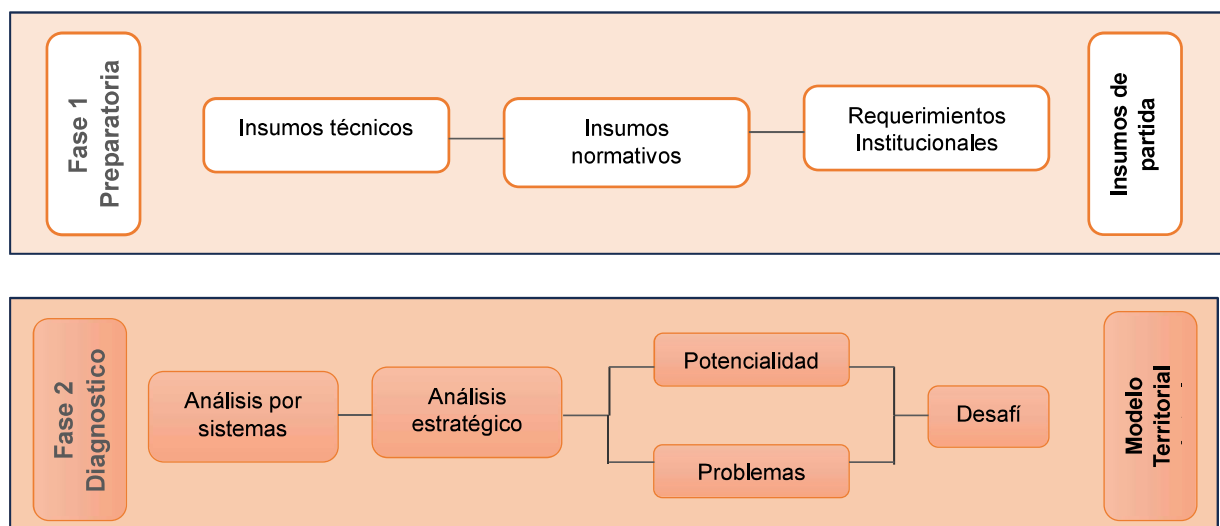 Fase 1
Preparatoria
Insumos técnicos
Insumos
normativos
Requerimientos
Institucionales
Insumos de
partida
Fase 2
Diagnostico
Análisis por
sistemas
Análisis
estratégico
Potencialidad
Problemas
Desafí
Modelo
Territorial